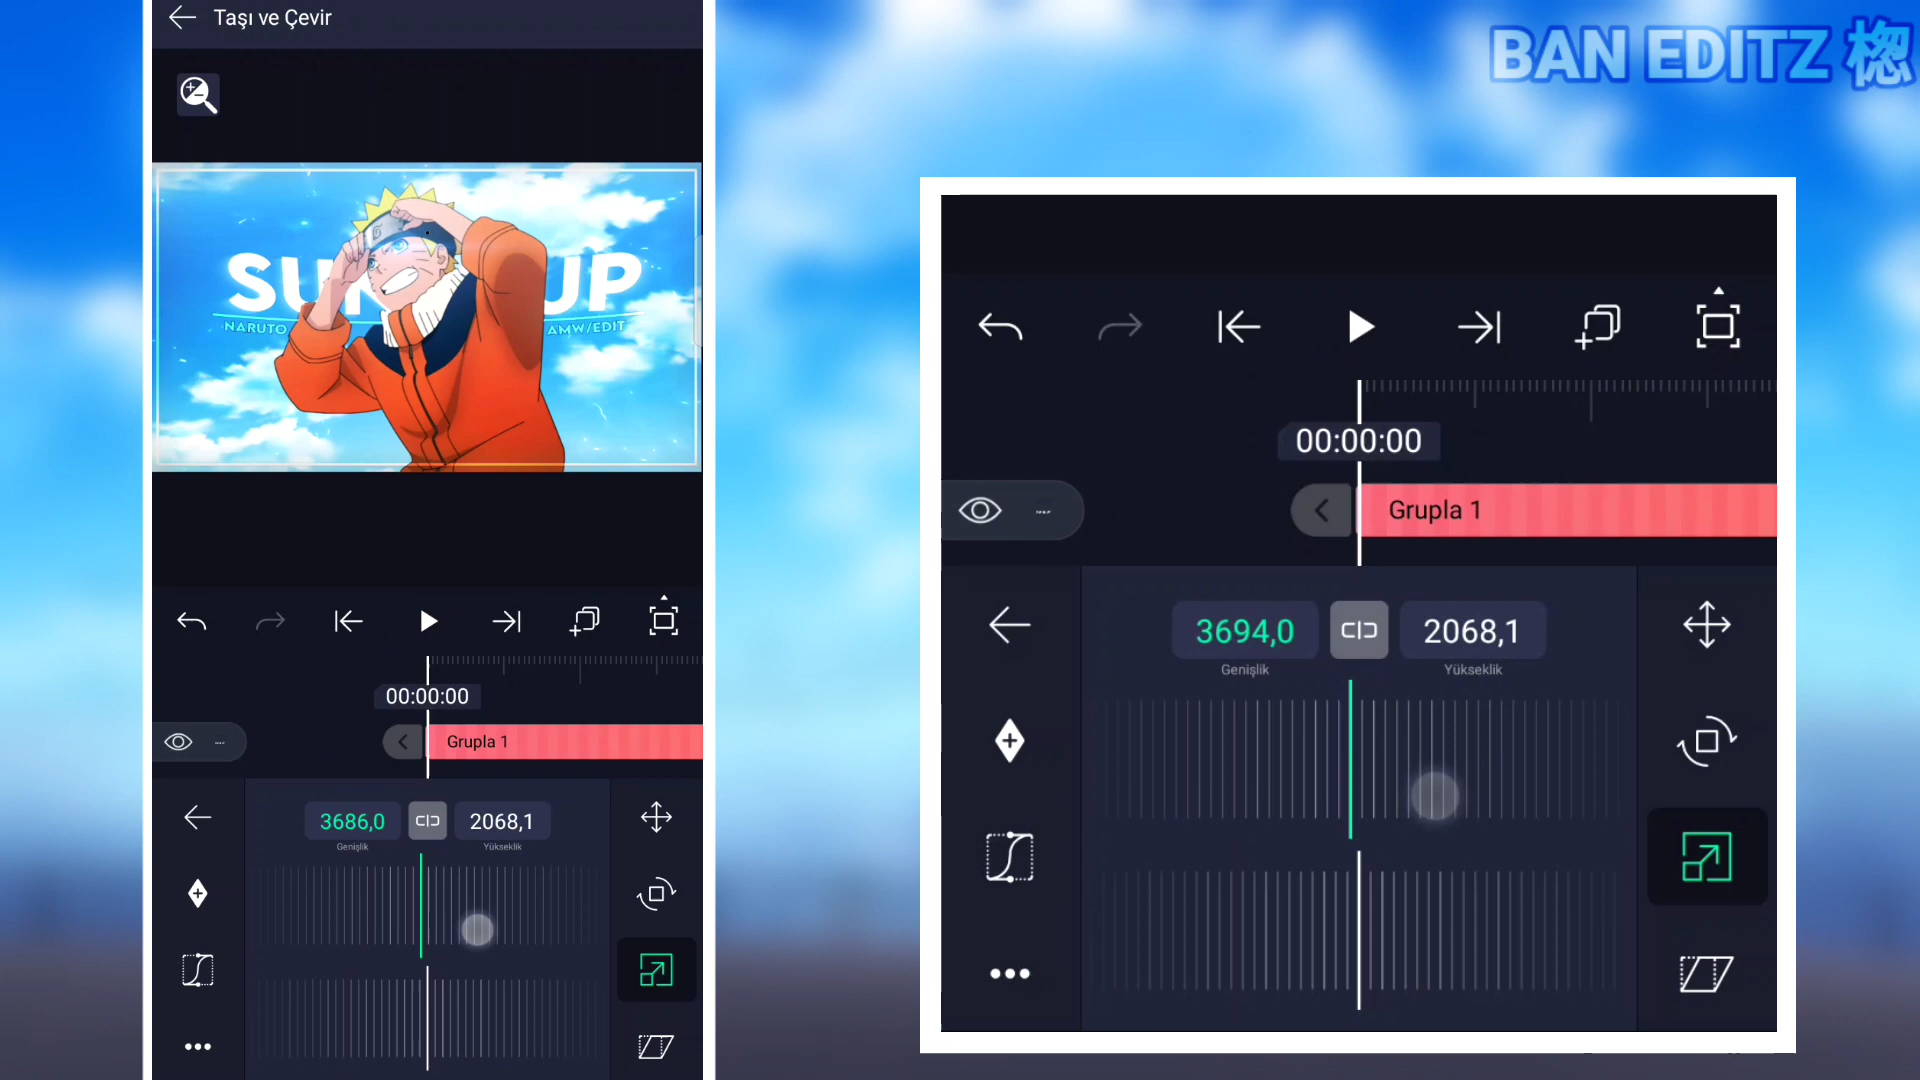 Taşı ve Çevir
BAN EDITZ 楤
SU UP
NARUTO AMW/EDIT
00:00:00
Grupla 1
3686,0 2068,1
Genişlik Yükseklik
00:00:00
Grupla 1
3694,0 2068,1
Genişlik Yükseklik